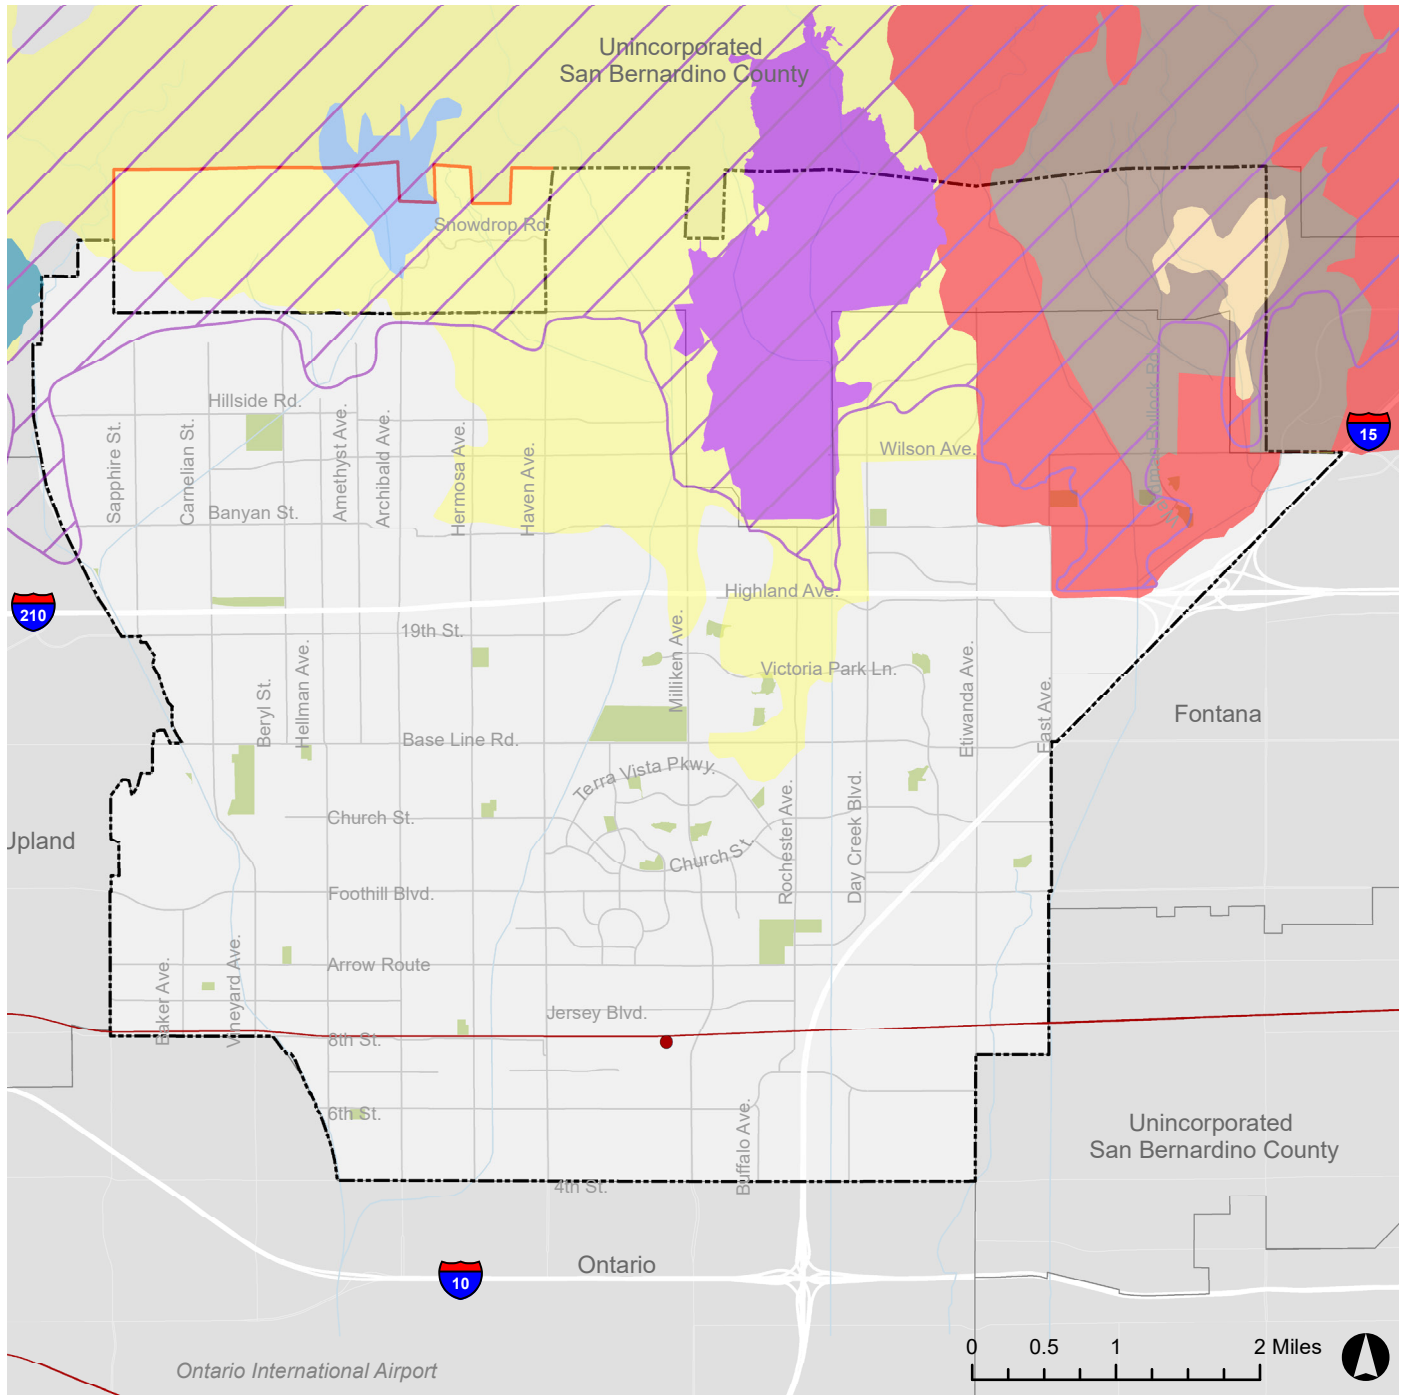 Unincorporated
San Bernardino County
Snowdrop Rd.
Hillside Rd.
Sapphire St.
Carnelian St.
Amethyst Ave.
Archibald Ave.
Hermosa Ave.
Haven Ave.
Wilson Ave.
15
Banyan St.
Highland Ave.
210
19th St.
Milliken Ave.
Victoria Park Ln.
Beryl St.
Hellman Ave.
Etiwanda Ave.
East Ave.
Fontana
Base Line Rd.
Terra Vista Pkwy.
Church St.
Church St.
Rochester Ave.
Day Creek Blvd.
Upland
Foothill Blvd.
Arrow Route
Baker Ave.
Vineyard Ave.
Jersey Blvd.
8th St.
6th St.
Buffalo Ave.
Unincorporated
San Bernardino County
4th St.
Ontario
10
0 0.5 1 2 Miles
Ontario International Airport